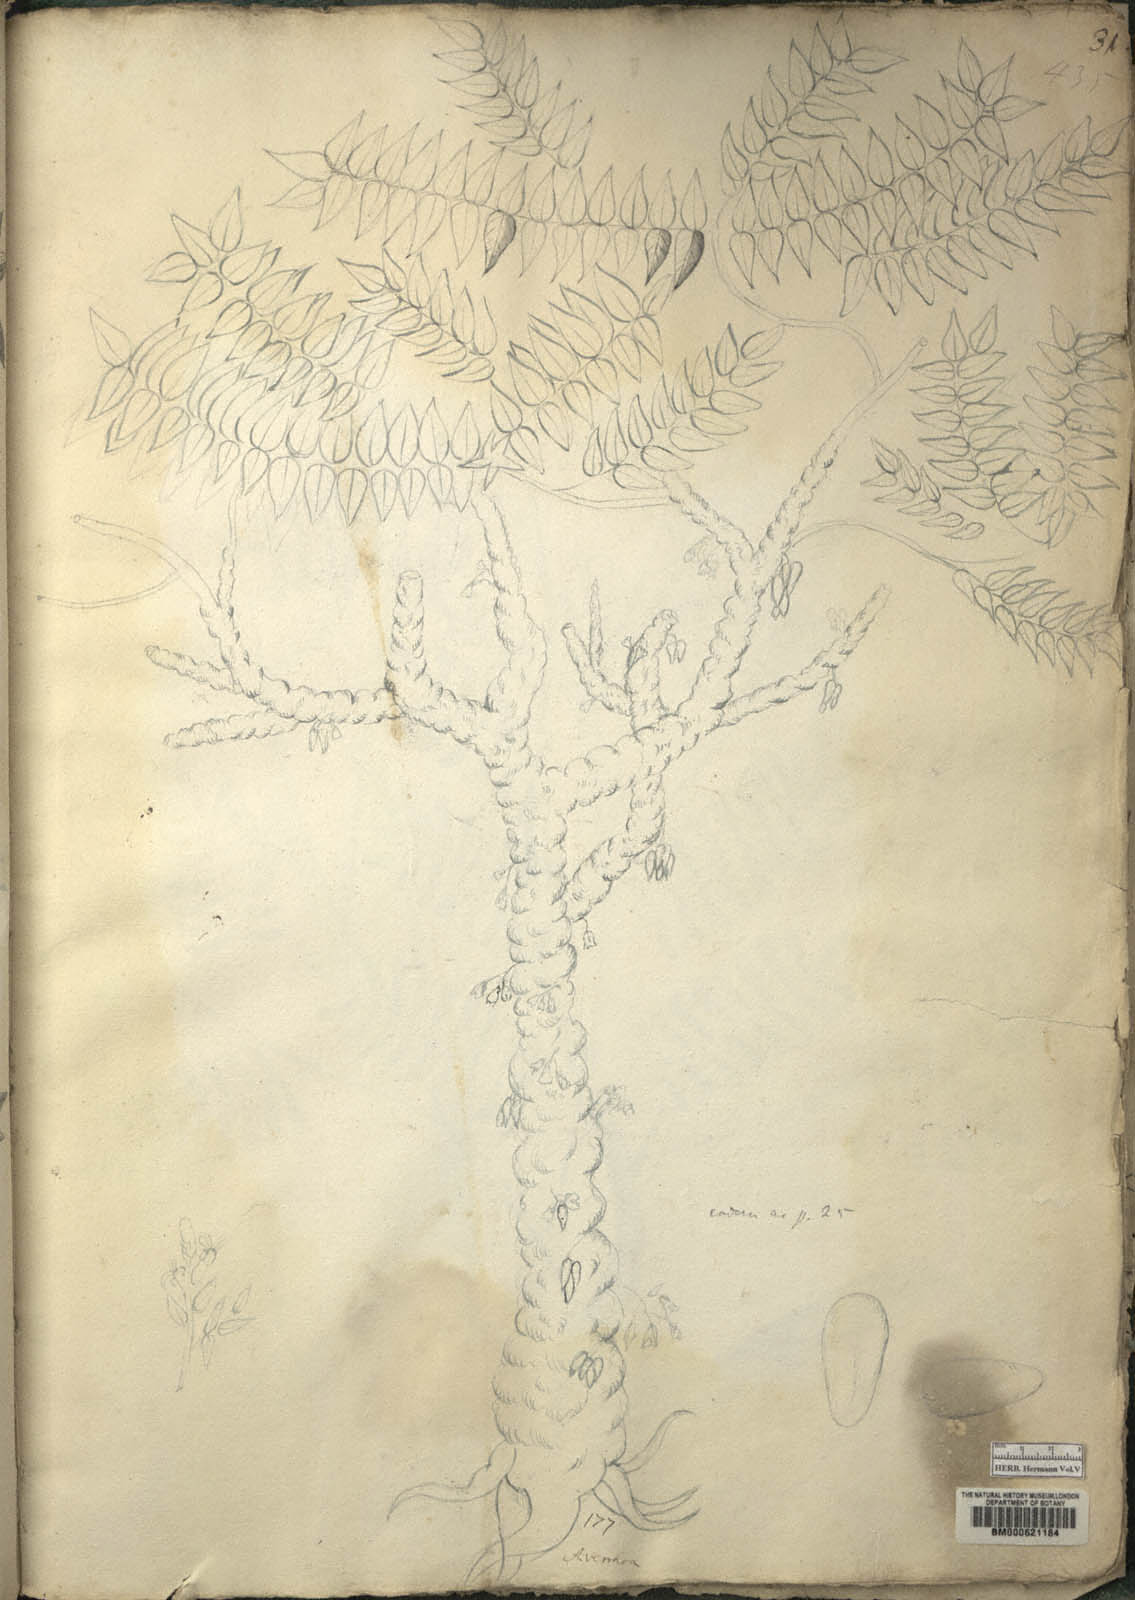 31
435
eadem ac p. 25
HERB. Hermann Vol.V
THE NATURAL HISTORY MUSEUM, LONDON
DEPARTMENT OF BOTANY
BM000621184
177
Averrhoa